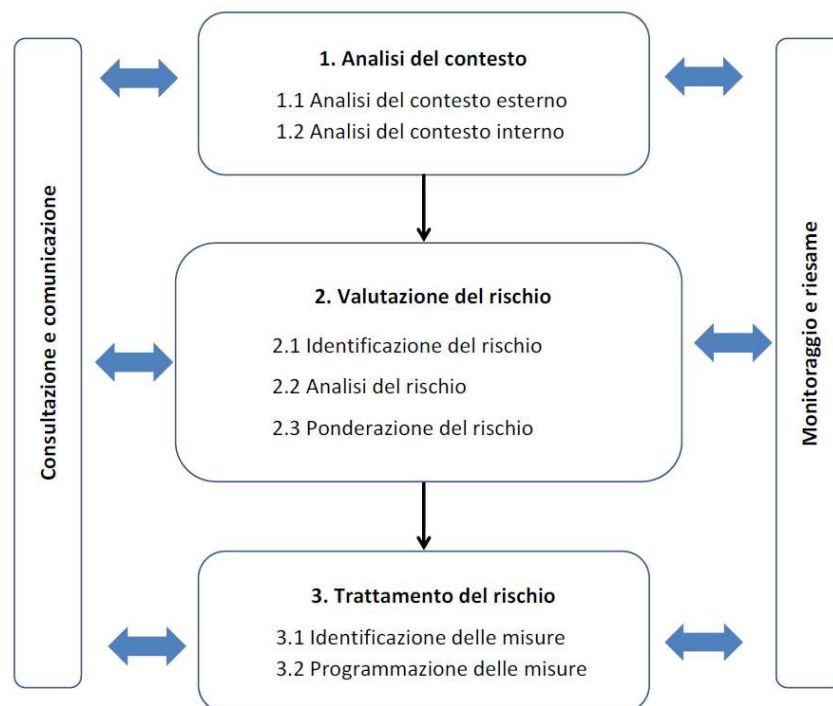 Consultazione e comunicazione
1. Analisi del contesto
1.1 Analisi del contesto esterno
1.2 Analisi del contesto interno
2. Valutazione del rischio
2.1 Identificazione del rischio
2.2 Analisi del rischio
2.3 Ponderazione del rischio
3. Trattamento del rischio
3.1 Identificazione delle misure
3.2 Programmazione delle misure
Monitoraggio e riesame